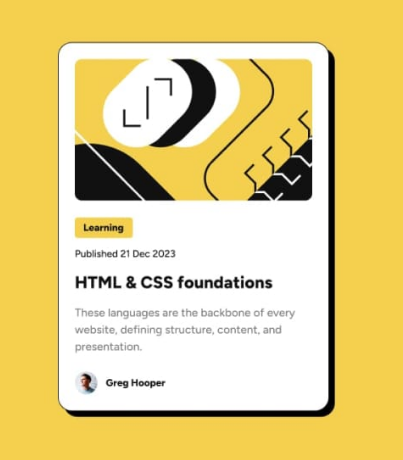 Learning
Published 21 Dec 2023
HTML & CSS foundations
These languages are the backbone of every
website, defining structure, content, and
presentation.
Greg Hooper